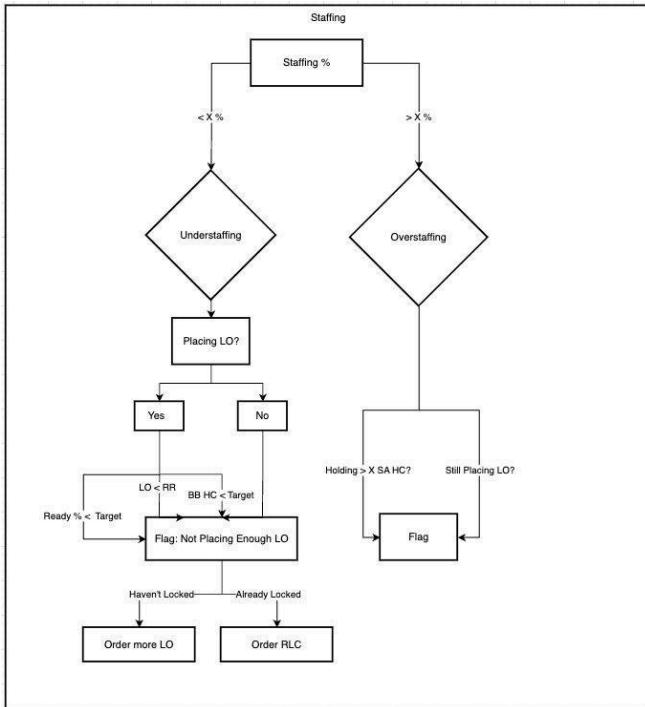 Staffing
Staffing %
< X %
> X %
Understaffing
Overstaffing
Placing LO?
Yes
No
Holding > X SA HC?
Still Placing LO?
LO < RR
BB HC < Target
Ready % < Target
Flag: Not Placing Enough LO
Flag
Haven't Locked
Already Locked
Order more LO
Order RLC